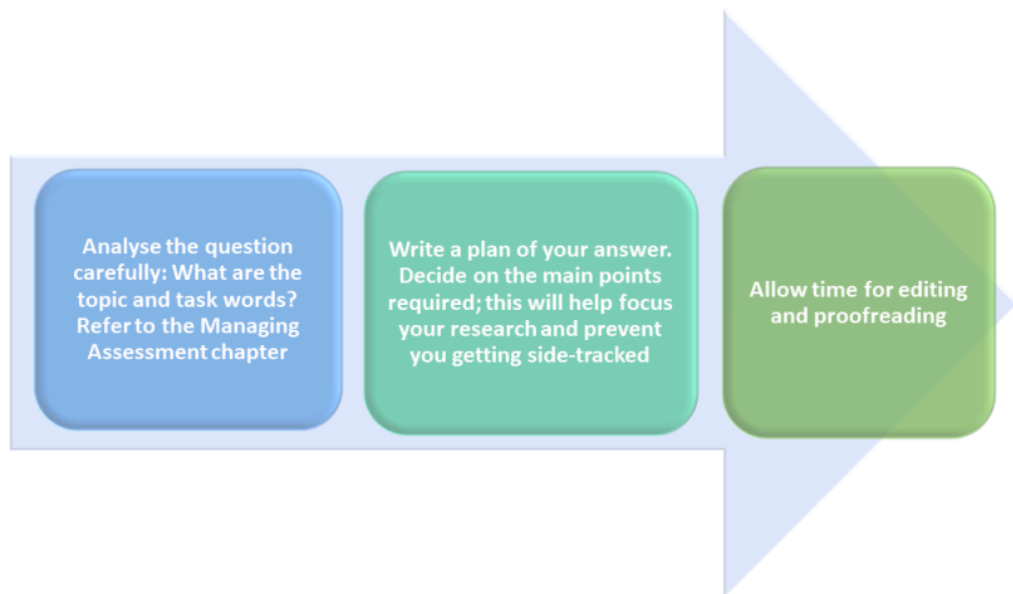 Analyse the question
carefully: What are the
topic and task words?
Refer to the Managing
Assessment chapter
Write a plan of your answer.
Decide on the main points
required; this will help focus
your research and prevent
you getting side-tracked
Allow time for editing
and proofreading